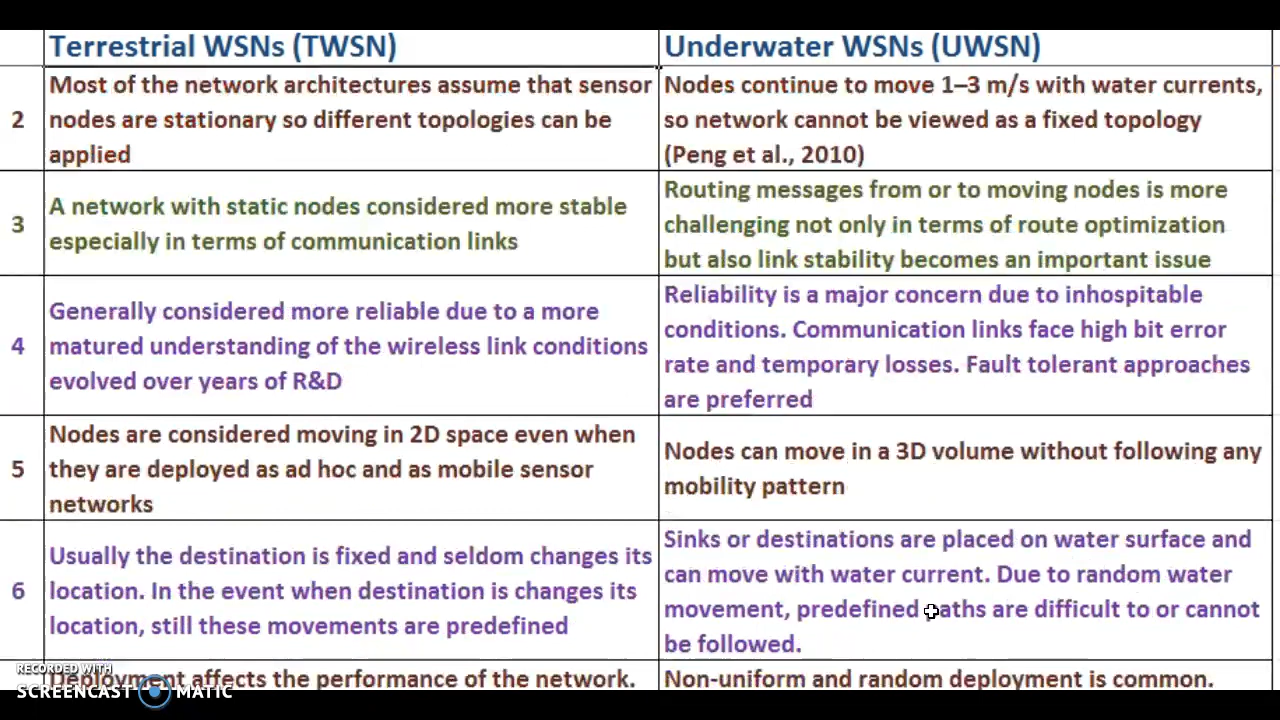 Terrestrial WSNs (TWSN)
Underwater WSNs (UWSN)
2
Most of the network architectures assume that sensor
nodes are stationary so different topologies can be
applied
Nodes continue to move 1–3 m/s with water currents,
so network cannot be viewed as a fixed topology
(Peng et al., 2010)
3
A network with static nodes considered more stable
especially in terms of communication links
Routing messages from or to moving nodes is more
challenging not only in terms of route optimization
but also link stability becomes an important issue
4
Generally considered more reliable due to a more
matured understanding of the wireless link conditions
evolved over years of R&D
Reliability is a major concern due to inhospitable
conditions. Communication links face high bit error
rate and temporary losses. Fault tolerant approaches
are preferred
5
Nodes are considered moving in 2D space even when
they are deployed as ad hoc and as mobile sensor
networks
Nodes can move in a 3D volume without following any
mobility pattern
6
Usually the destination is fixed and seldom changes its
location. In the event when destination is changes its
location, still these movements are predefined
Sinks or destinations are placed on water surface and
can move with water current. Due to random water
movement, predefined paths are difficult to or cannot
be followed.
Deployment affects the performance of the network.
Non-uniform and random deployment is common.
RECORDED WITH
SCREENCAST MATIC